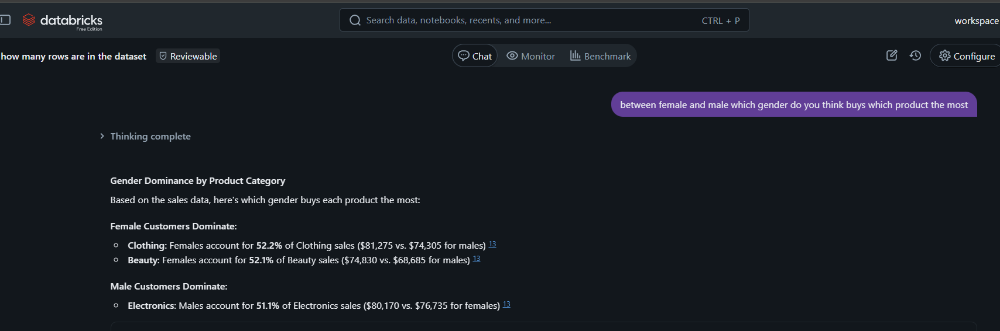 databricks
Free Edition
Search data, notebooks, recents, and more... CTRL + P
workspace
how many rows are in the dataset Reviewable
Chat Monitor Benchmark
Configure
between female and male which gender do you think buys which product the most
Thinking complete
Gender Dominance by Product Category
Based on the sales data, here's which gender buys each product the most:
Female Customers Dominate:
Clothing: Females account for 52.2% of Clothing sales ($81,275 vs. $74,305 for males) 13
Beauty: Females account for 52.1% of Beauty sales ($74,830 vs. $68,685 for males) 13
Male Customers Dominate:
Electronics: Males account for 51.1% of Electronics sales ($80,170 vs. $76,735 for females) 13